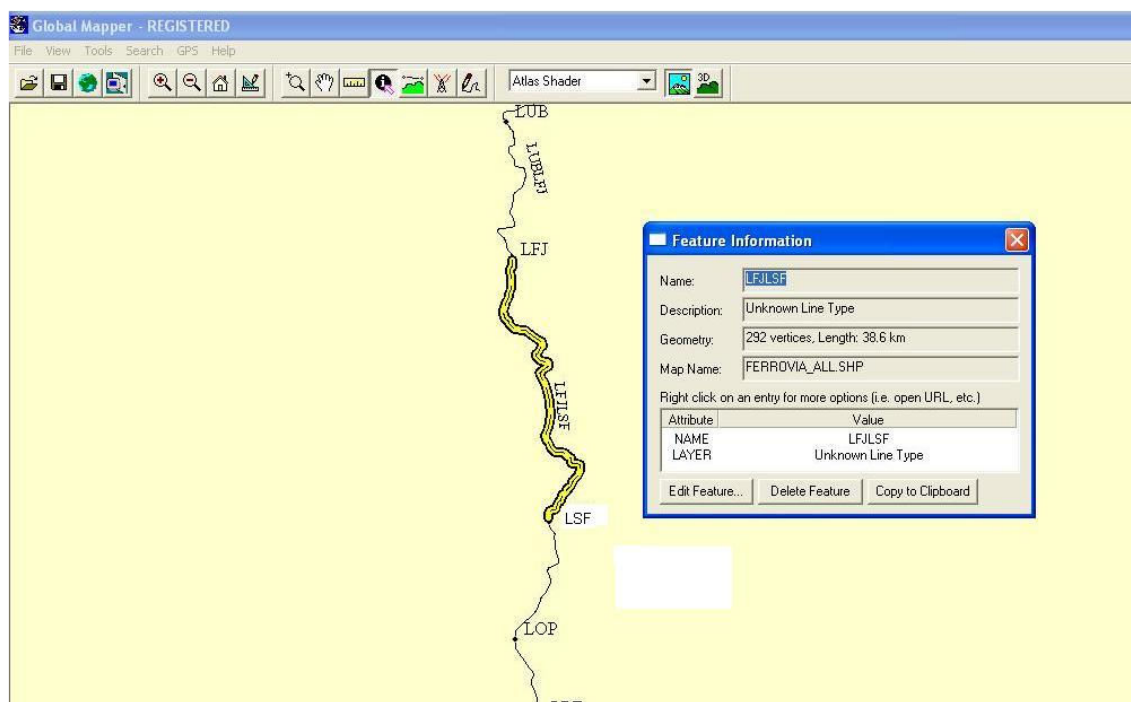 Global Mapper - REGISTERED
File View Tools Search GPS Help
Atlas Shader
3D
LUB
LUBLFJ
LFJ
LFJLSF
LSF
LOP
Feature Information
Name: LFJLSF
Description: Unknown Line Type
Geometry: 292 vertices, Length: 38.6 km
Map Name: FERROVIA_ALL.SHP
Right click on an entry for more options (i.e. open URL, etc.)
Attribute Value
NAME LFJLSF
LAYER Unknown Line Type
Edit Feature... Delete Feature Copy to Clipboard